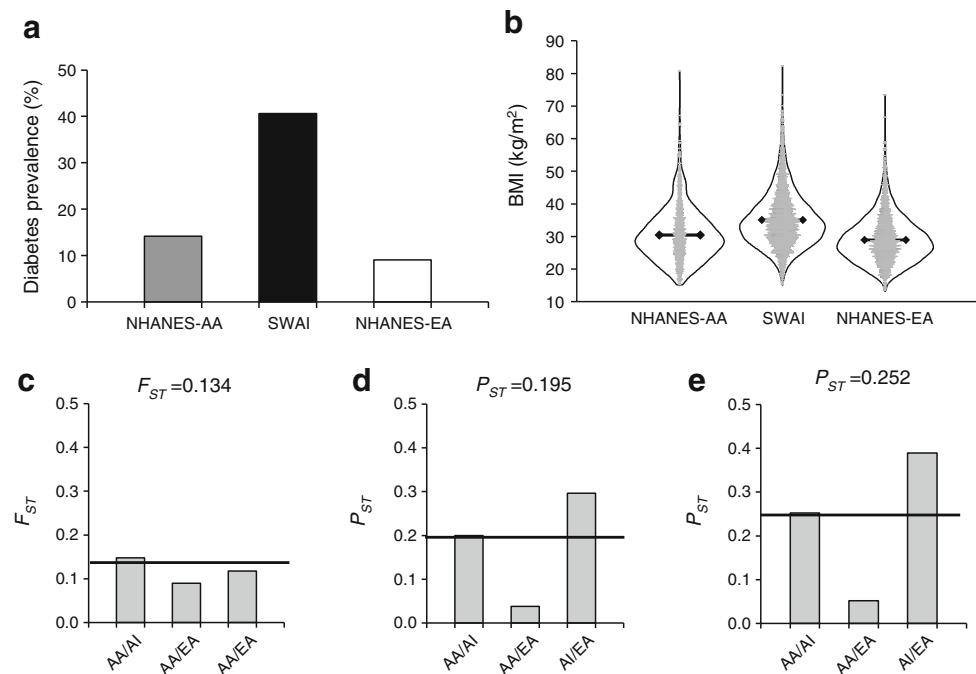 a
Diabetes prevalence (%)
50
40
30
20
10
0
NHANES-AA SWAI NHANES-EA
b
BMI (kg/m²)
90
80
70
60
50
40
30
20
10
NHANES-AA SWAI NHANES-EA
c
F_ST =0.134
F_ST
0.5
0.4
0.3
0.2
0.1
0.0
AA/AI AA/EA AA/EA
d
P_ST =0.195
P_ST
0.5
0.4
0.3
0.2
0.1
0.0
AA/AI AA/EA AI/EA
e
P_ST =0.252
P_ST
0.5
0.4
0.3
0.2
0.1
0.0
AA/AI AA/EA AI/EA